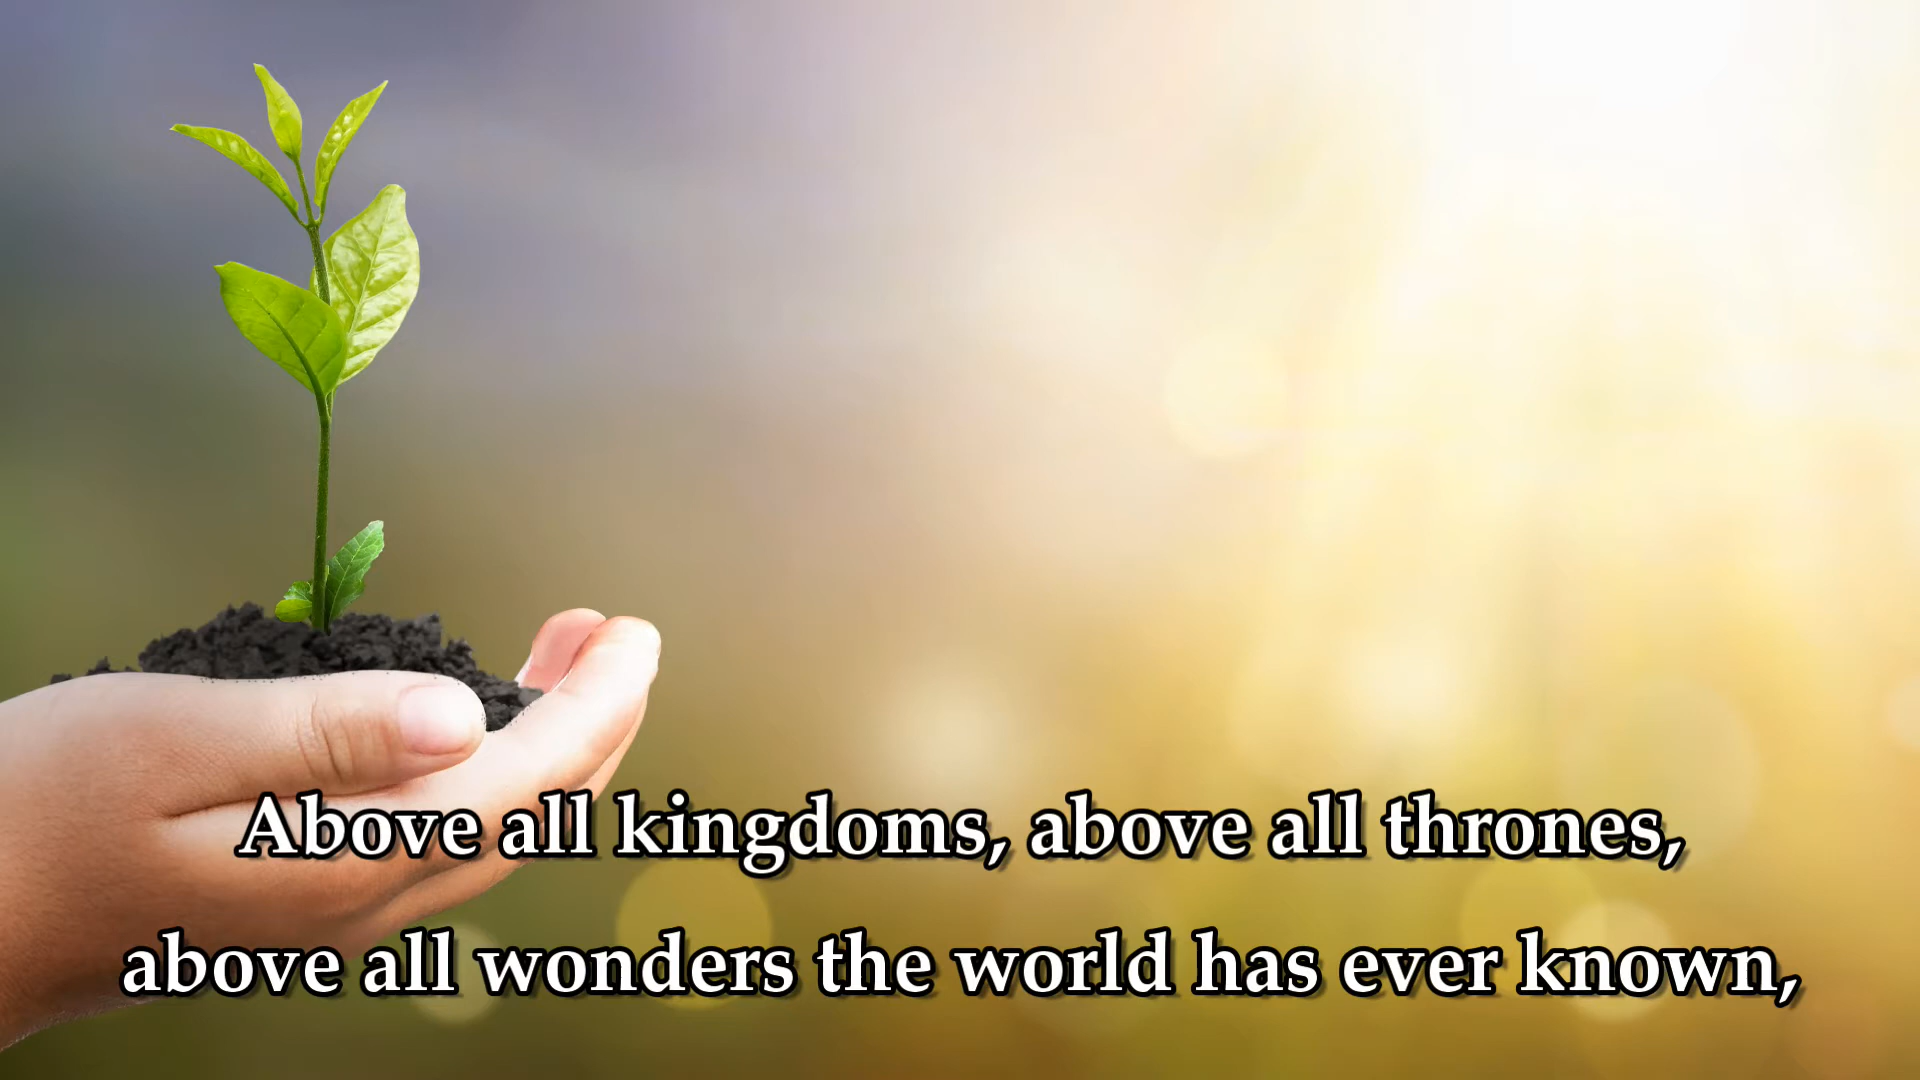 Above all kingdoms, above all thrones,
above all wonders the world has ever known,